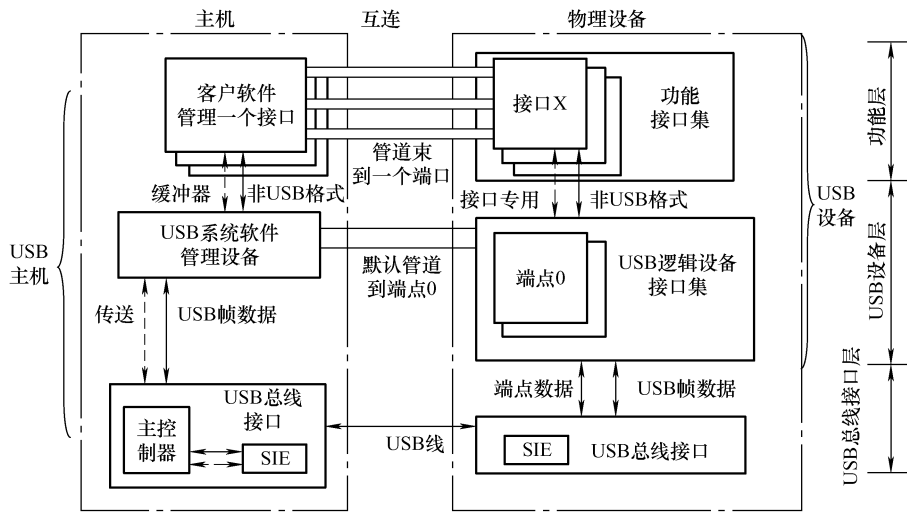 主机
互连
物理设备
客户软件
管理一个接口
接口X
功能
接口集
管道束
到一个端口
缓冲器
非USB格式
接口专用
非USB格式
USB系统软件
管理设备
默认管道
到端点0
端点0
USB逻辑设备
接口集
USB
主机
USB
设备
传送
USB帧数据
端点数据
USB帧数据
USB总线
接口
主控
制器
SIE
USB线
SIE
USB总线接口
功能层
USB设备层
USB总线接口层